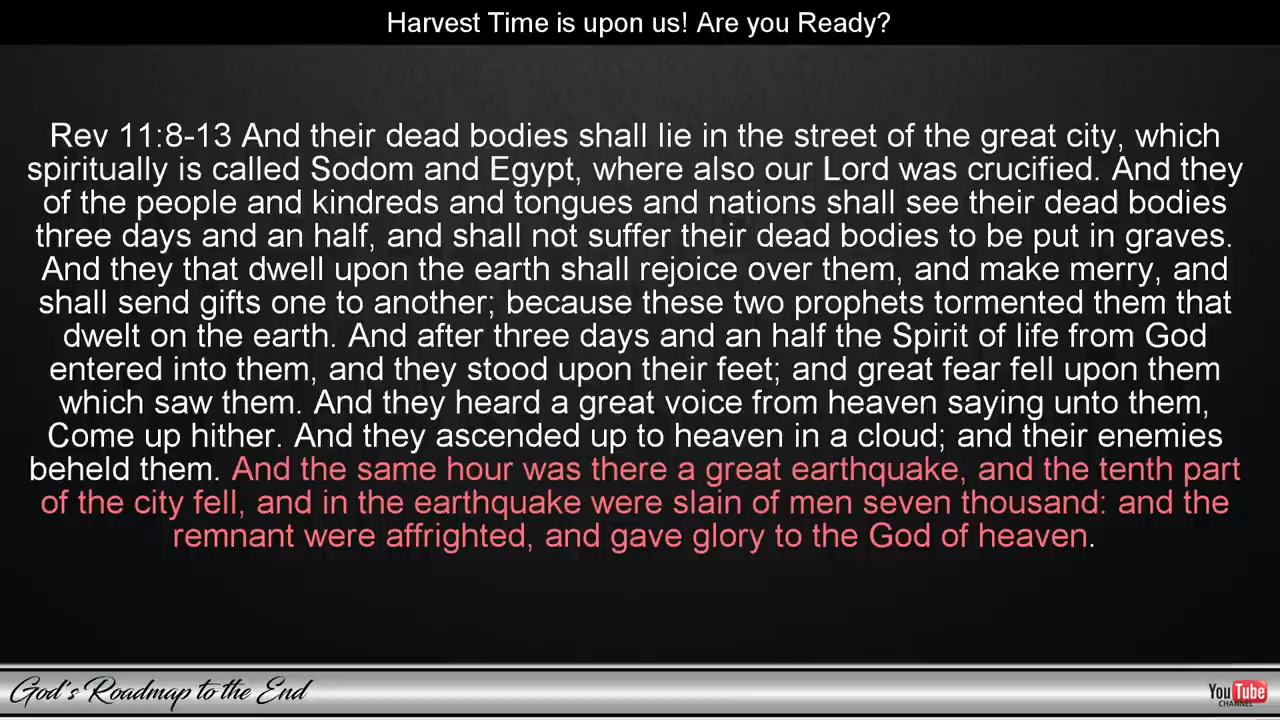 Harvest Time is upon us! Are you Ready?
Rev 11:8-13 And their dead bodies shall lie in the street of the great city, which
spiritually is called Sodom and Egypt, where also our Lord was crucified. And they
of the people and kindreds and tongues and nations shall see their dead bodies
three days and an half, and shall not suffer their dead bodies to be put in graves.
And they that dwell upon the earth shall rejoice over them, and make merry, and
shall send gifts one to another; because these two prophets tormented them that
dwelt on the earth. And after three days and an half the Spirit of life from God
entered into them, and they stood upon their feet; and great fear fell upon them
which saw them. And they heard a great voice from heaven saying unto them,
Come up hither. And they ascended up to heaven in a cloud; and their enemies
beheld them. And the same hour was there a great earthquake, and the tenth part
of the city fell, and in the earthquake were slain of men seven thousand: and the
remnant were affrighted, and gave glory to the God of heaven.
God's Roadmap to the End
YouTube
CHANNEL